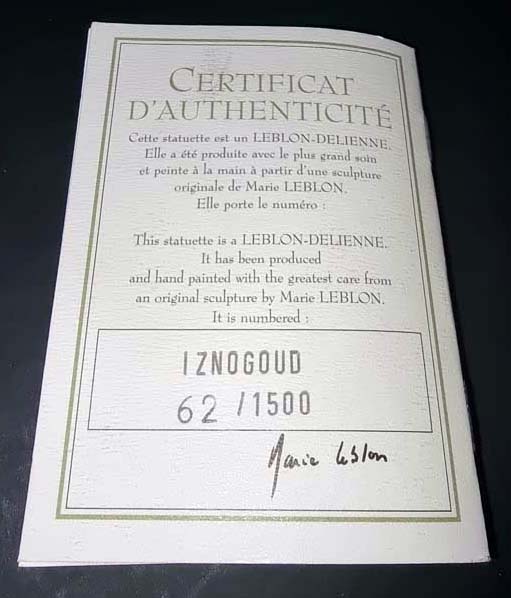 CERTIFICAT
D'AUTHENTICITÉ
Cette statuette est un LEBLON-DELIENNE.
Elle a été produite avec le plus grand soin
et peinte à la main à partir d'une sculpture
originale de Marie LEBLON.
Elle porte le numéro :
This statuette is a LEBLON-DELIENNE.
It has been produced
and hand painted with the greatest care from
an original sculpture by Marie LEBLON.
It is numbered :
IZNOGOUD
62 /1500
Marie Leblon